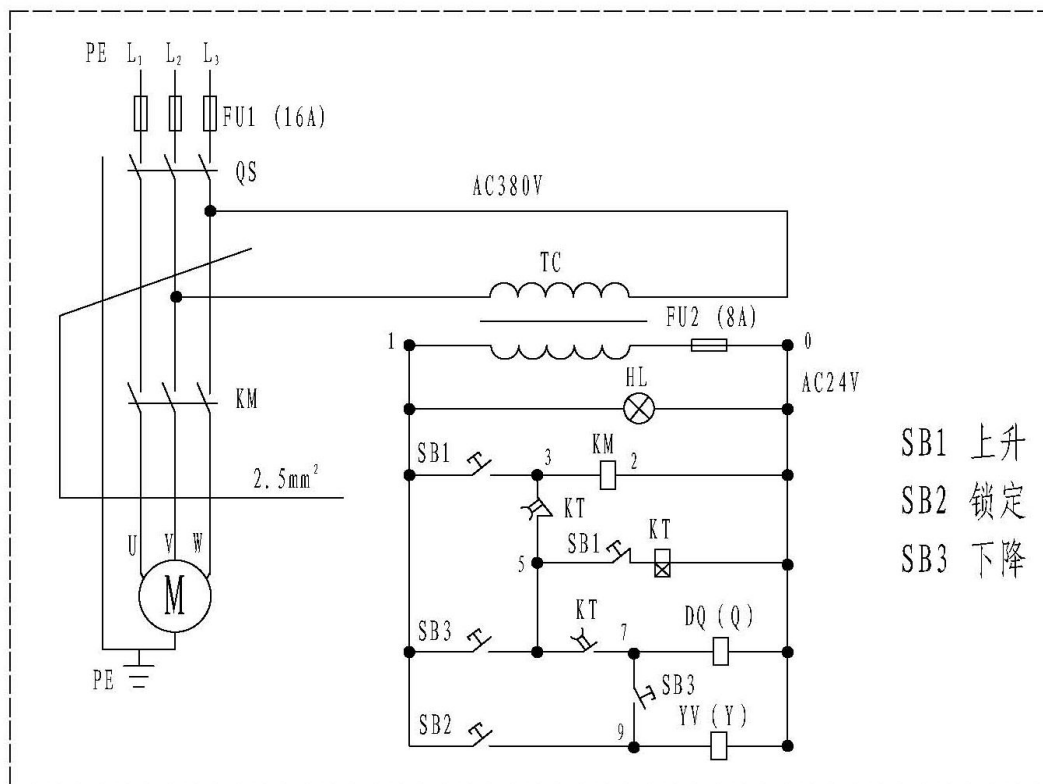 PE L₁ L₂ L₃
FU1 (16A)
QS
AC380V
TC
FU2 (8A)
1
0
HL
AC24V
KM
SB1
3
KM
2
SB1 上升
2.5mm²
KT
SB2 锁定
U V W
5
SB1
KT
SB3 下降
M
KT
SB3
7
DQ(Q)
PE
SB3
SB2
9
YV(Y)